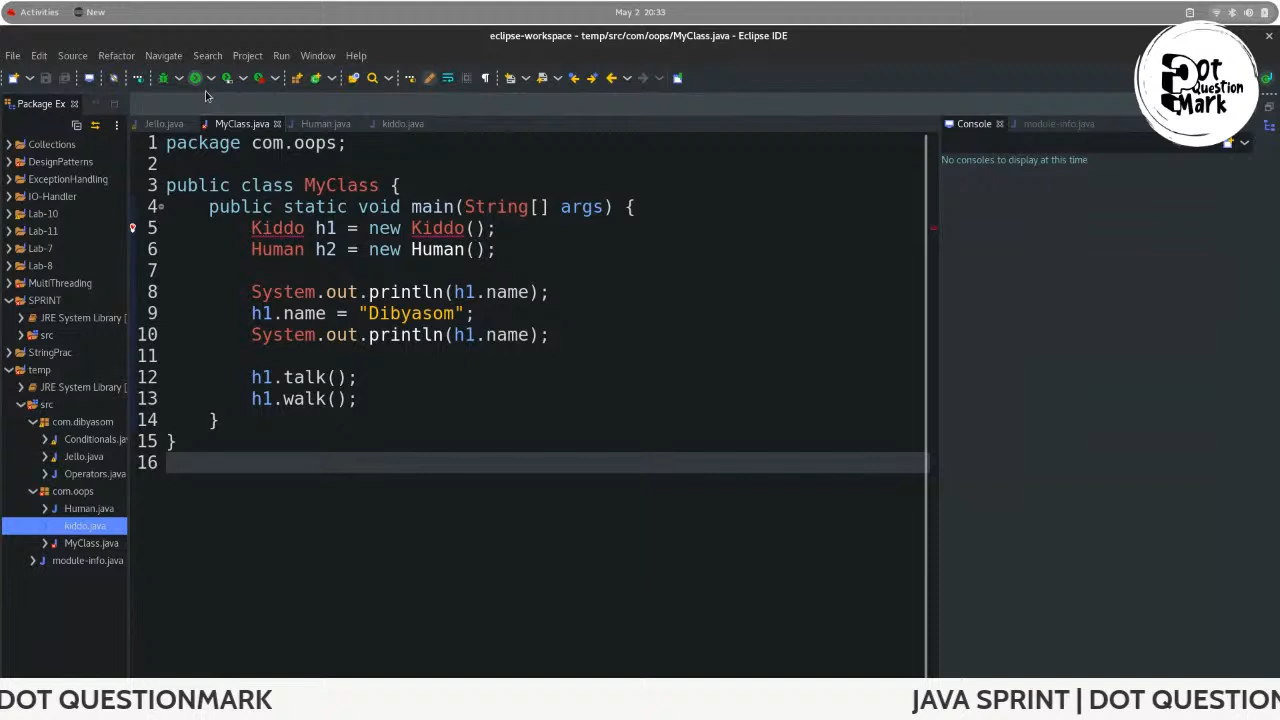 Activities New May 2 20:33
eclipse-workspace - temp/src/com/oops/MyClass.java - Eclipse IDE
File Edit Source Refactor Navigate Search Project Run Window Help
Dot
Question
Mark
Package Ex
Jello.java MyClass.java Human.java kiddo.java
Console module-info.java
No consoles to display at this time
Collections
DesignPatterns
ExceptionHandling
IO-Handler
Lab-10
Lab-11
Lab-7
Lab-8
MultiThreading
SPRINT
JRE System Library [
src
StringPrac
temp
JRE System Library [
src
com.dibyasom
Conditionals.jav
Jello.java
Operators.java
com.oops
Human.java
kiddo.java
MyClass.java
module-info.java
1 package com.oops;
2
3 public class MyClass {
4 public static void main(String[] args) {
5 Kiddo h1 = new Kiddo();
6 Human h2 = new Human();
7
8 System.out.println(h1.name);
9 h1.name = "Dibyasom";
10 System.out.println(h1.name);
11
12 h1.talk();
13 h1.walk();
14 }
15 }
16
DOT QUESTIONMARK JAVA SPRINT | DOT QUESTION